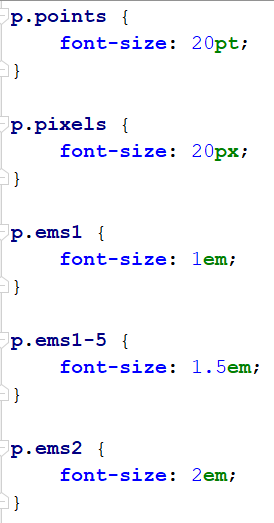 p.points {
    font-size: 20pt;
}

p.pixels {
    font-size: 20px;
}

p.ems1 {
    font-size: 1em;
}

p.ems1-5 {
    font-size: 1.5em;
}

p.ems2 {
    font-size: 2em;
}